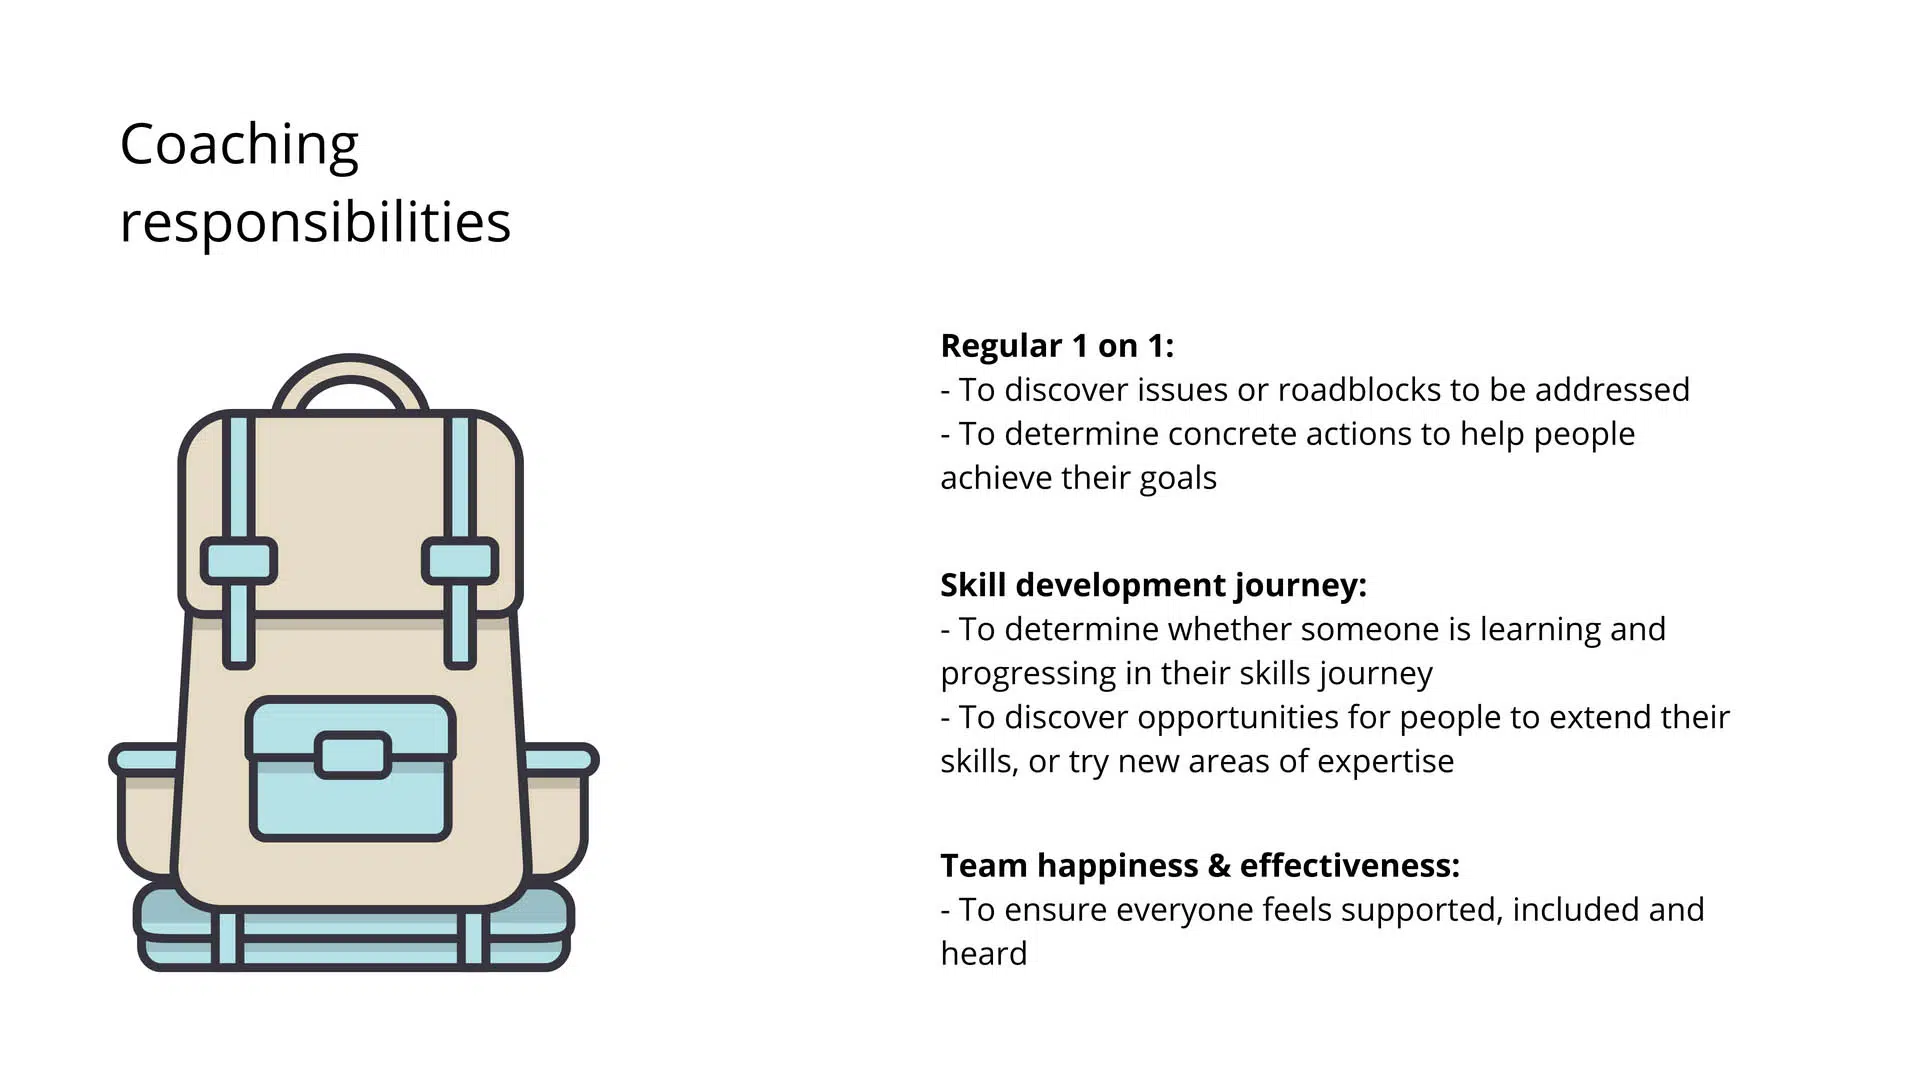 Coaching
responsibilities
Regular 1 on 1:
- To discover issues or roadblocks to be addressed
- To determine concrete actions to help people
achieve their goals
Skill development journey:
- To determine whether someone is learning and
progressing in their skills journey
- To discover opportunities for people to extend their
skills, or try new areas of expertise
Team happiness & effectiveness:
- To ensure everyone feels supported, included and
heard